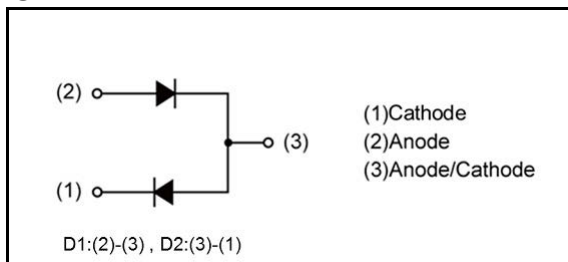 (2)
(3)
(1)
(1)Cathode
(2)Anode
(3)Anode/Cathode
D1:(2)-(3) , D2:(3)-(1)